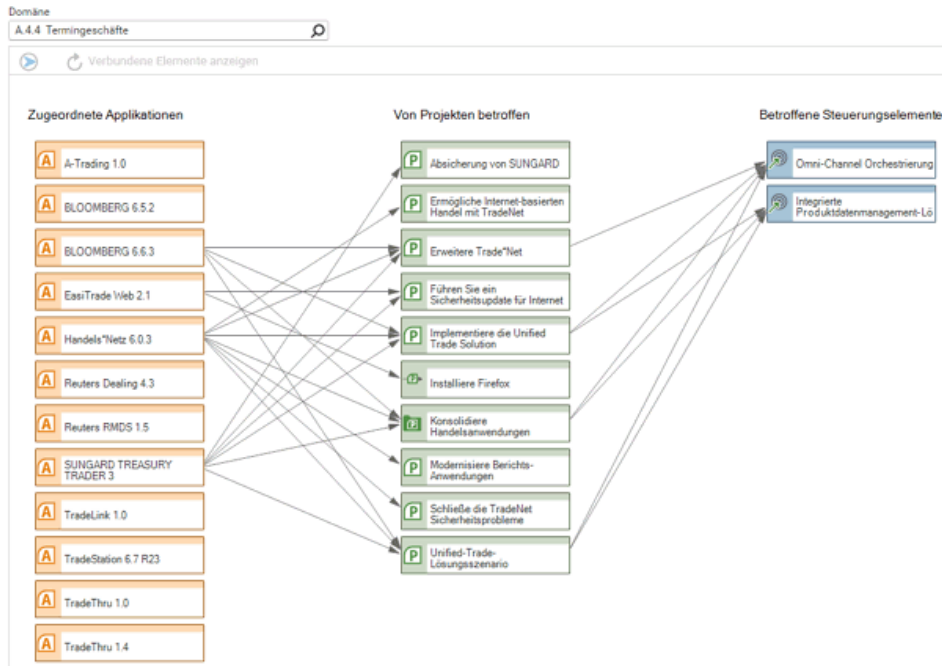 Domäne
A.4.4 Termingeschäfte
Verbundene Elemente anzeigen
Zugeordnete Applikationen
Von Projekten betroffen
Betroffene Steuerungselemente
A A-Trading 1.0
A BLOOMBERG 6.5.2
A BLOOMBERG 6.6.3
A EasiTrade Web 2.1
A Handels*Netz 6.0.3
A Reuters Dealing 4.3
A Reuters RMDS 1.5
A SUNGARD TREASURY
TRADER 3
A TradeLink 1.0
A TradeStation 6.7 R23
A TradeThru 1.0
A TradeThru 1.4
P Absicherung von SUNGARD
P Ermögliche Internet-basierten
Handel mit TradeNet
P Erweitere Trade*Net
P Führen Sie ein
Sicherheitsupdate für Internet
P Implementiere die Unified
Trade Solution
P Installiere Firefox
P Konsolidiere
Handelsanwendungen
P Modernisiere Berichts-
Anwendungen
P Schließe die TradeNet
Sicherheitsprobleme
P Unified-Trade-
Lösungsszenario
Omni-Channel Orchestrierung
Integrierte
Produktdatenmanagement-Lö